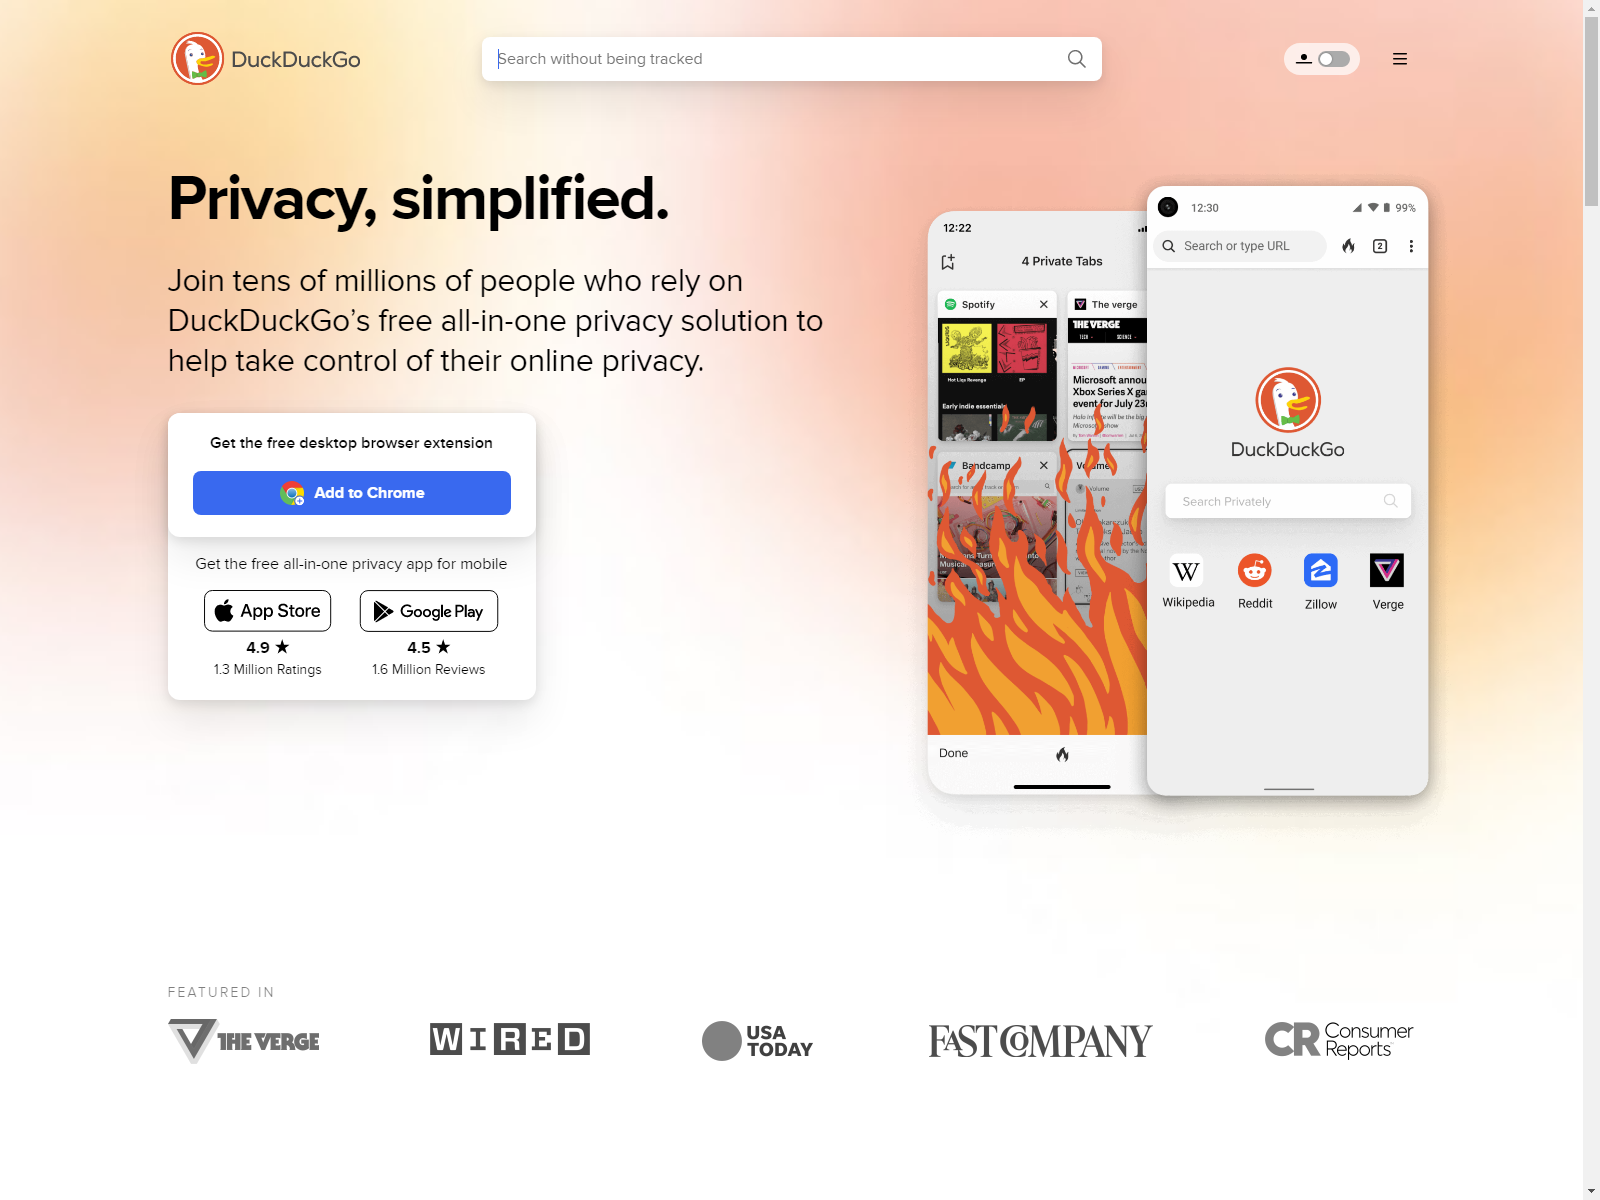 DuckDuckGo
Search without being tracked
Privacy, simplified.
Join tens of millions of people who rely on
DuckDuckGo’s free all-in-one privacy solution to
help take control of their online privacy.
Get the free desktop browser extension
Add to Chrome
Get the free all-in-one privacy app for mobile
App Store
Google Play
4.9 ★
4.5 ★
1.3 Million Ratings
1.6 Million Reviews
12:22
4 Private Tabs
Spotify
The verge
THE VERGE
TECH
SCIENCE
Hot Liqs Revenge
EP
Early indie essentials
Microsoft annou
Xbox Series X ga
event for July 23
Bandcamp
Volume
Done
12:30
99%
Search or type URL
2
DuckDuckGo
Search Privately
Wikipedia
Reddit
Zillow
Verge
FEATURED IN
THE VERGE
WIRED
USA
TODAY
FAST COMPANY
CR Consumer
Reports